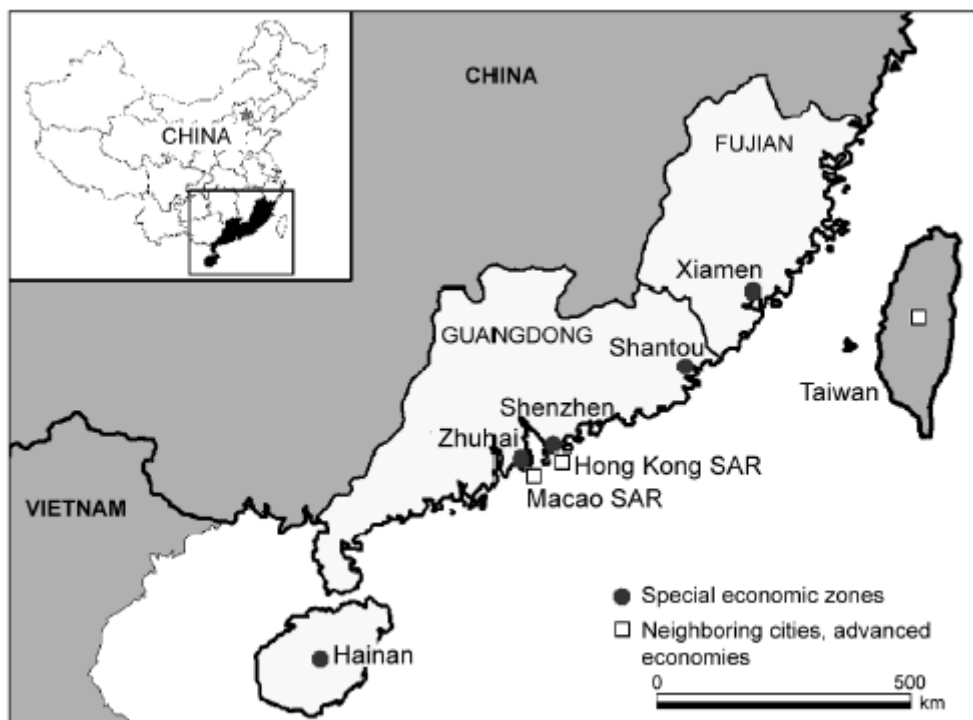 CHINA
CHINA
FUJIAN
Xiamen
GUANGDONG
Shantou
Taiwan
Shenzhen
Zhuhai
Hong Kong SAR
Macao SAR
VIETNAM
Special economic zones
Neighboring cities, advanced
economies
Hainan
0 500
km